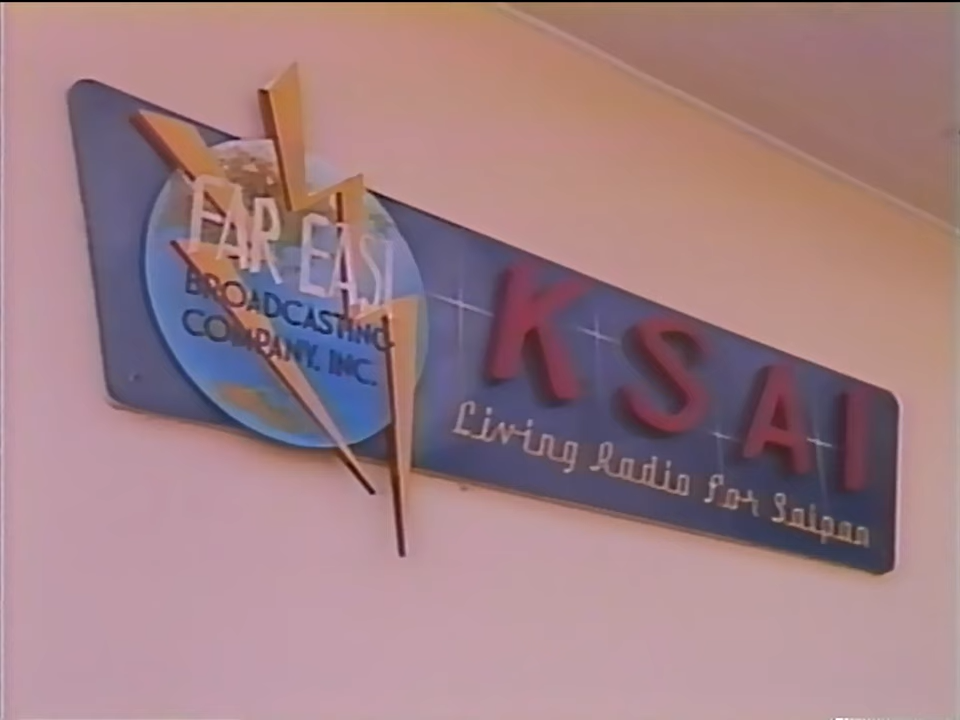 FAR EAST
BROADCASTING
COMPANY, INC.
KSAI
Living Radio for Saipan